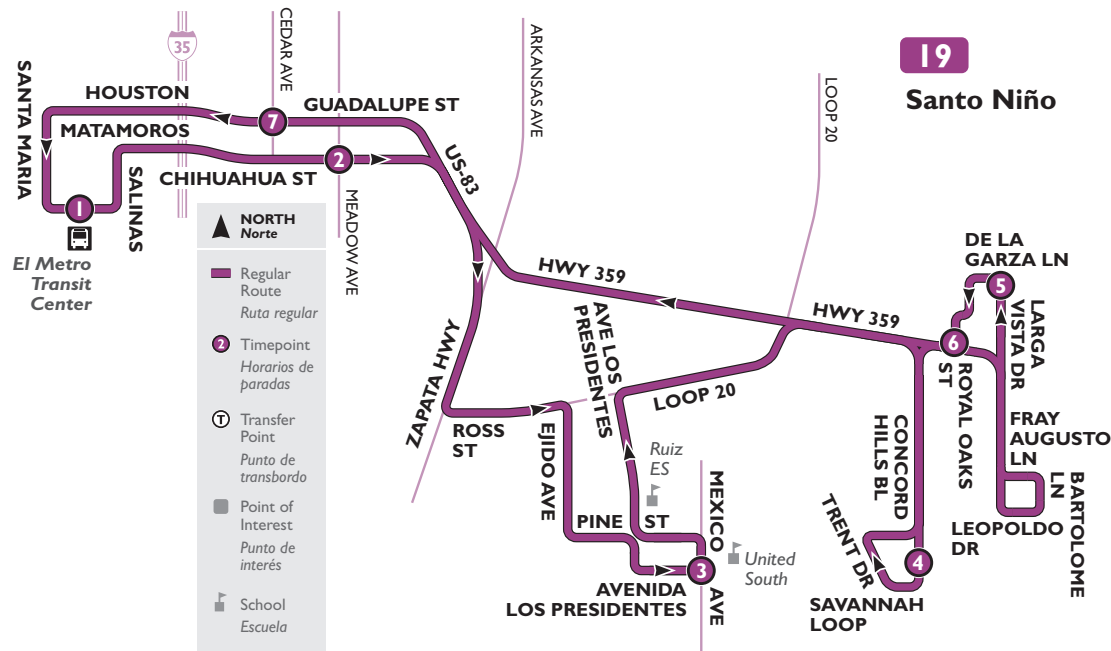 19
Santo Niño
35
CEDAR AVE
MEADOW AVE
ARKANSAS AVE
LOOP 20
SANTA MARIA
HOUSTON
MATAMOROS
SALINAS
GUADALUPE ST
CHIHUAHUA ST
US-83
7
2
1
El Metro
Transit
Center
HWY 359
HWY 359
DE LA
GARZA LN
5
LARGA
VISTA DR
6
ROYAL OAKS
ST
AVE LOS
PRESIDENTES
LOOP 20
ZAPATA HWY
ROSS
ST
EJIDO AVE
Ruiz
ES
PINE ST
MEXICO AVE
3
United
South
AVENIDA
LOS PRESIDENTES
CONCORD
HILLS BL
TRENT DR
4
SAVANNAH
LOOP
FRAY
AUGUSTO
LN
BARTOLOME
LN
LEOPOLDO
DR
NORTH
Norte
Regular
Route
Ruta regular
2
Timepoint
Horarios de
paradas
T
Transfer
Point
Punto de
transbordo
Point of
Interest
Punto de
interés
School
Escuela